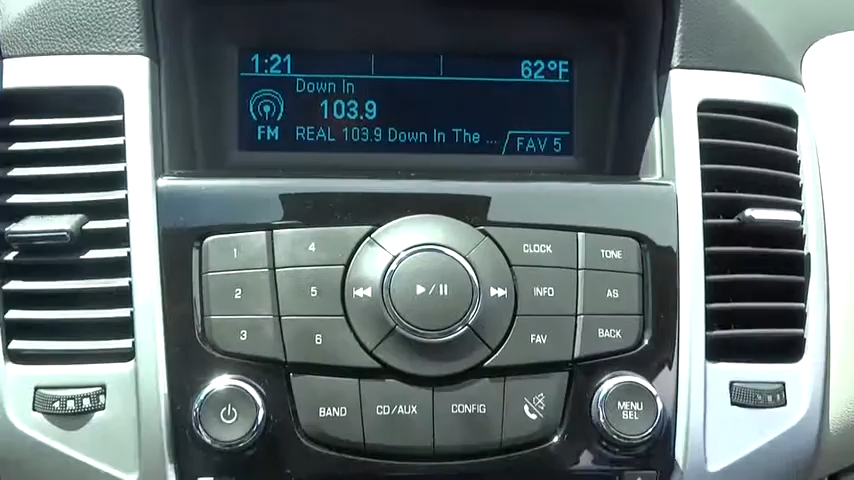 1:21 62°F
Down In
103.9
FM REAL 103.9 Down In The ... FAV 5
1 4 CLOCK TONE
2 5 INFO AS
3 6 FAV BACK
BAND CD/AUX CONFIG
MENU
SEL